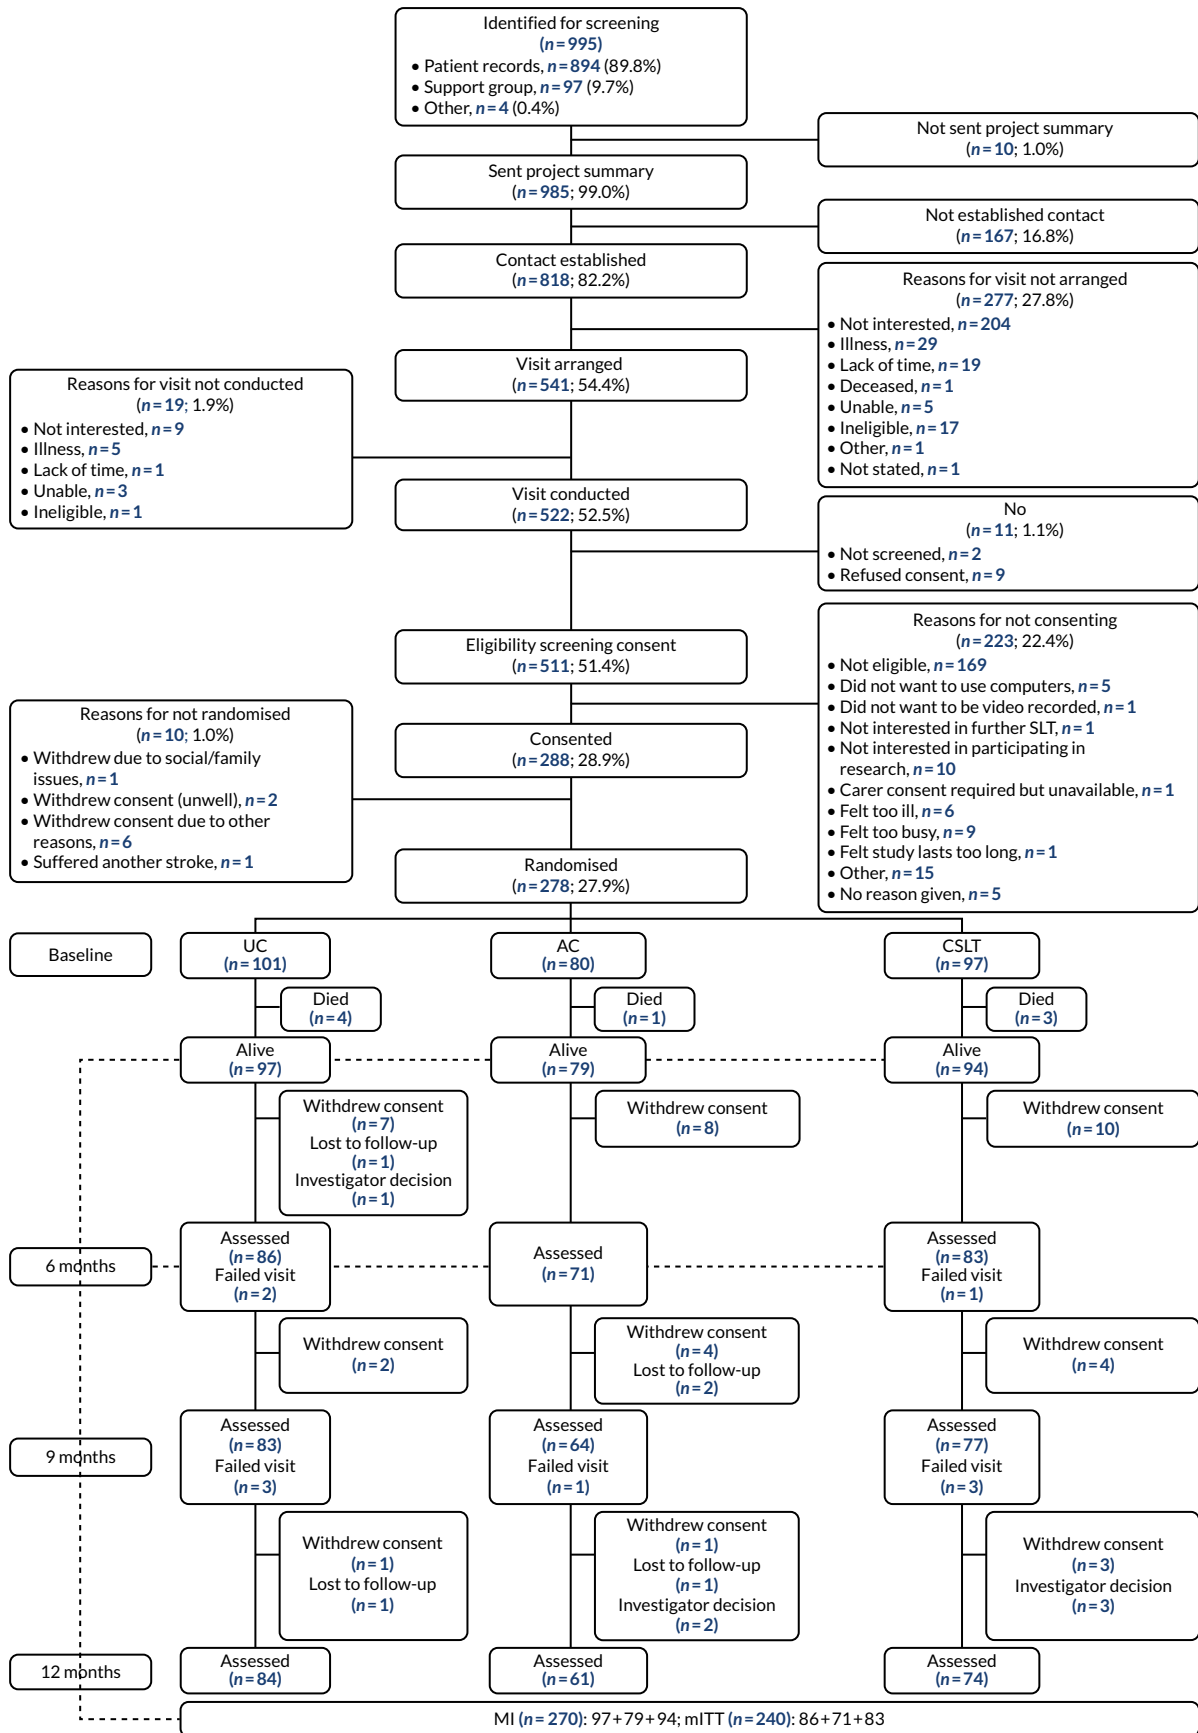 Identified for screening
(n=995)
• Patient records, n=894 (89.8%)
• Support group, n=97 (9.7%)
• Other, n=4 (0.4%)
Not sent project summary
(n=10; 1.0%)
Sent project summary
(n=985; 99.0%)
Not established contact
(n=167; 16.8%)
Contact established
(n=818; 82.2%)
Reasons for visit not arranged
(n=277; 27.8%)
• Not interested, n=204
• Illness, n=29
• Lack of time, n=19
• Deceased, n=1
• Unable, n=5
• Ineligible, n=17
• Other, n=1
• Not stated, n=1
Visit arranged
(n=541; 54.4%)
Reasons for visit not conducted
(n=19; 1.9%)
• Not interested, n=9
• Illness, n=5
• Lack of time, n=1
• Unable, n=3
• Ineligible, n=1
Visit conducted
(n=522; 52.5%)
No
(n=11; 1.1%)
• Not screened, n=2
• Refused consent, n=9
Eligibility screening consent
(n=511; 51.4%)
Reasons for not consenting
(n=223; 22.4%)
• Not eligible, n=169
• Did not want to use computers, n=5
• Did not want to be video recorded, n=1
• Not interested in further SLT, n=1
• Not interested in participating in
research, n=10
• Carer consent required but unavailable, n=1
• Felt too ill, n=6
• Felt too busy, n=9
• Felt study lasts too long, n=1
• Other, n=15
• No reason given, n=5
Consented
(n=288; 28.9%)
Reasons for not randomised
(n=10; 1.0%)
• Withdrew due to social/family
issues, n=1
• Withdrew consent (unwell), n=2
• Withdrew consent due to other
reasons, n=6
• Suffered another stroke, n=1
Randomised
(n=278; 27.9%)
Baseline
UC
(n=101)
AC
(n=80)
CSLT
(n=97)
Died
(n=4)
Died
(n=1)
Died
(n=3)
Alive
(n=97)
Alive
(n=79)
Alive
(n=94)
Withdrew consent
(n=7)
Lost to follow-up
(n=1)
Investigator decision
(n=1)
Withdrew consent
(n=8)
Withdrew consent
(n=10)
6 months
Assessed
(n=86)
Failed visit
(n=2)
Assessed
(n=71)
Assessed
(n=83)
Failed visit
(n=1)
Withdrew consent
(n=2)
Withdrew consent
(n=4)
Lost to follow-up
(n=2)
Withdrew consent
(n=4)
9 months
Assessed
(n=83)
Failed visit
(n=3)
Assessed
(n=64)
Failed visit
(n=1)
Assessed
(n=77)
Failed visit
(n=3)
Withdrew consent
(n=1)
Lost to follow-up
(n=1)
Withdrew consent
(n=1)
Lost to follow-up
(n=1)
Investigator decision
(n=2)
Withdrew consent
(n=3)
Investigator decision
(n=3)
12 months
Assessed
(n=84)
Assessed
(n=61)
Assessed
(n=74)
MI (n=270): 97+79+94; mITT (n=240): 86+71+83